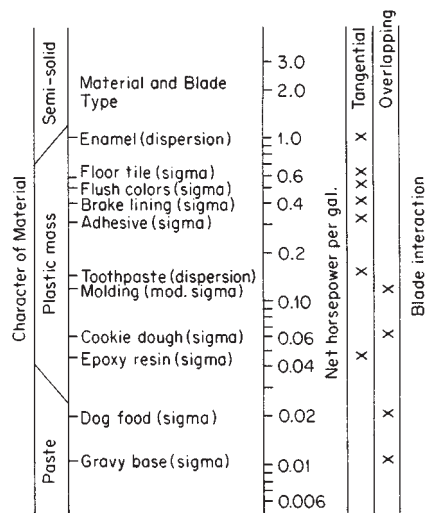 Character of Material
Semi-solid
Plastic mass
Paste
Material and Blade
Type
Enamel (dispersion)
Floor tile (sigma)
Flush colors (sigma)
Brake lining (sigma)
Adhesive (sigma)
Toothpaste (dispersion)
Molding (mod. sigma)
Cookie dough (sigma)
Epoxy resin (sigma)
Dog food (sigma)
Gravy base (sigma)
3.0
2.0
1.0
0.6
0.4
0.2
0.10
0.06
0.04
0.02
0.01
0.006
Net horsepower per gal.
Tangential
x
x
x
x
x
x
x
Overlapping
x
x
x
x
Blade interaction